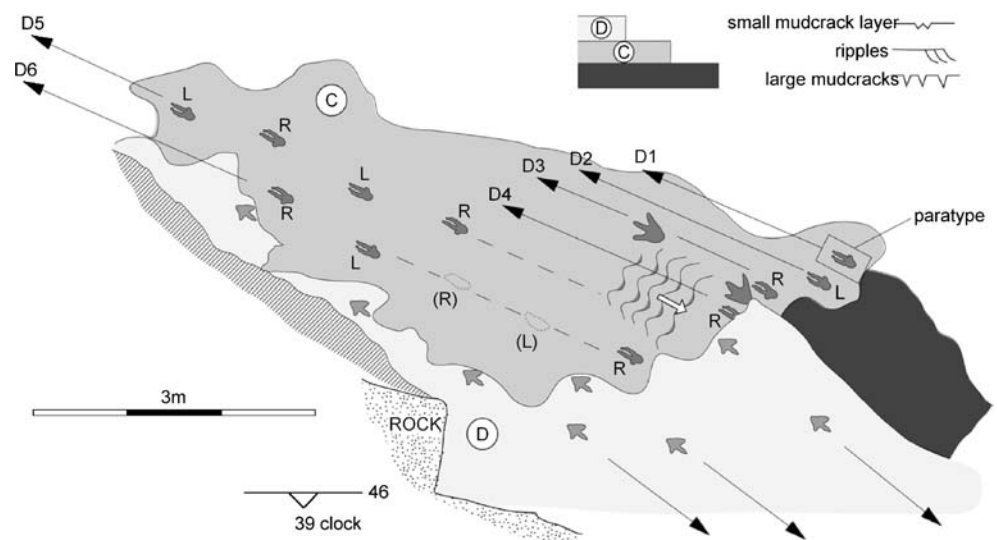 D5
D6
L
C
R
D
C
small mudcrack layer
ripples
large mudcracks
D3
D2
D1
D4
L
R
R
paratype
L
(R)
(L)
R
L
R
R
3m
ROCK
D
46
39 clock